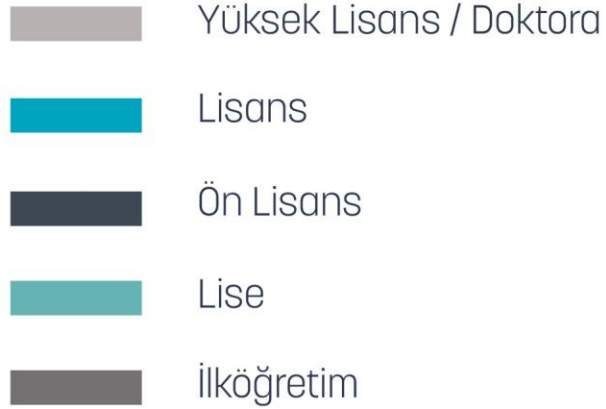 Yüksek Lisans / Doktora
Lisans
Ön Lisans
Lise
İlköğretim